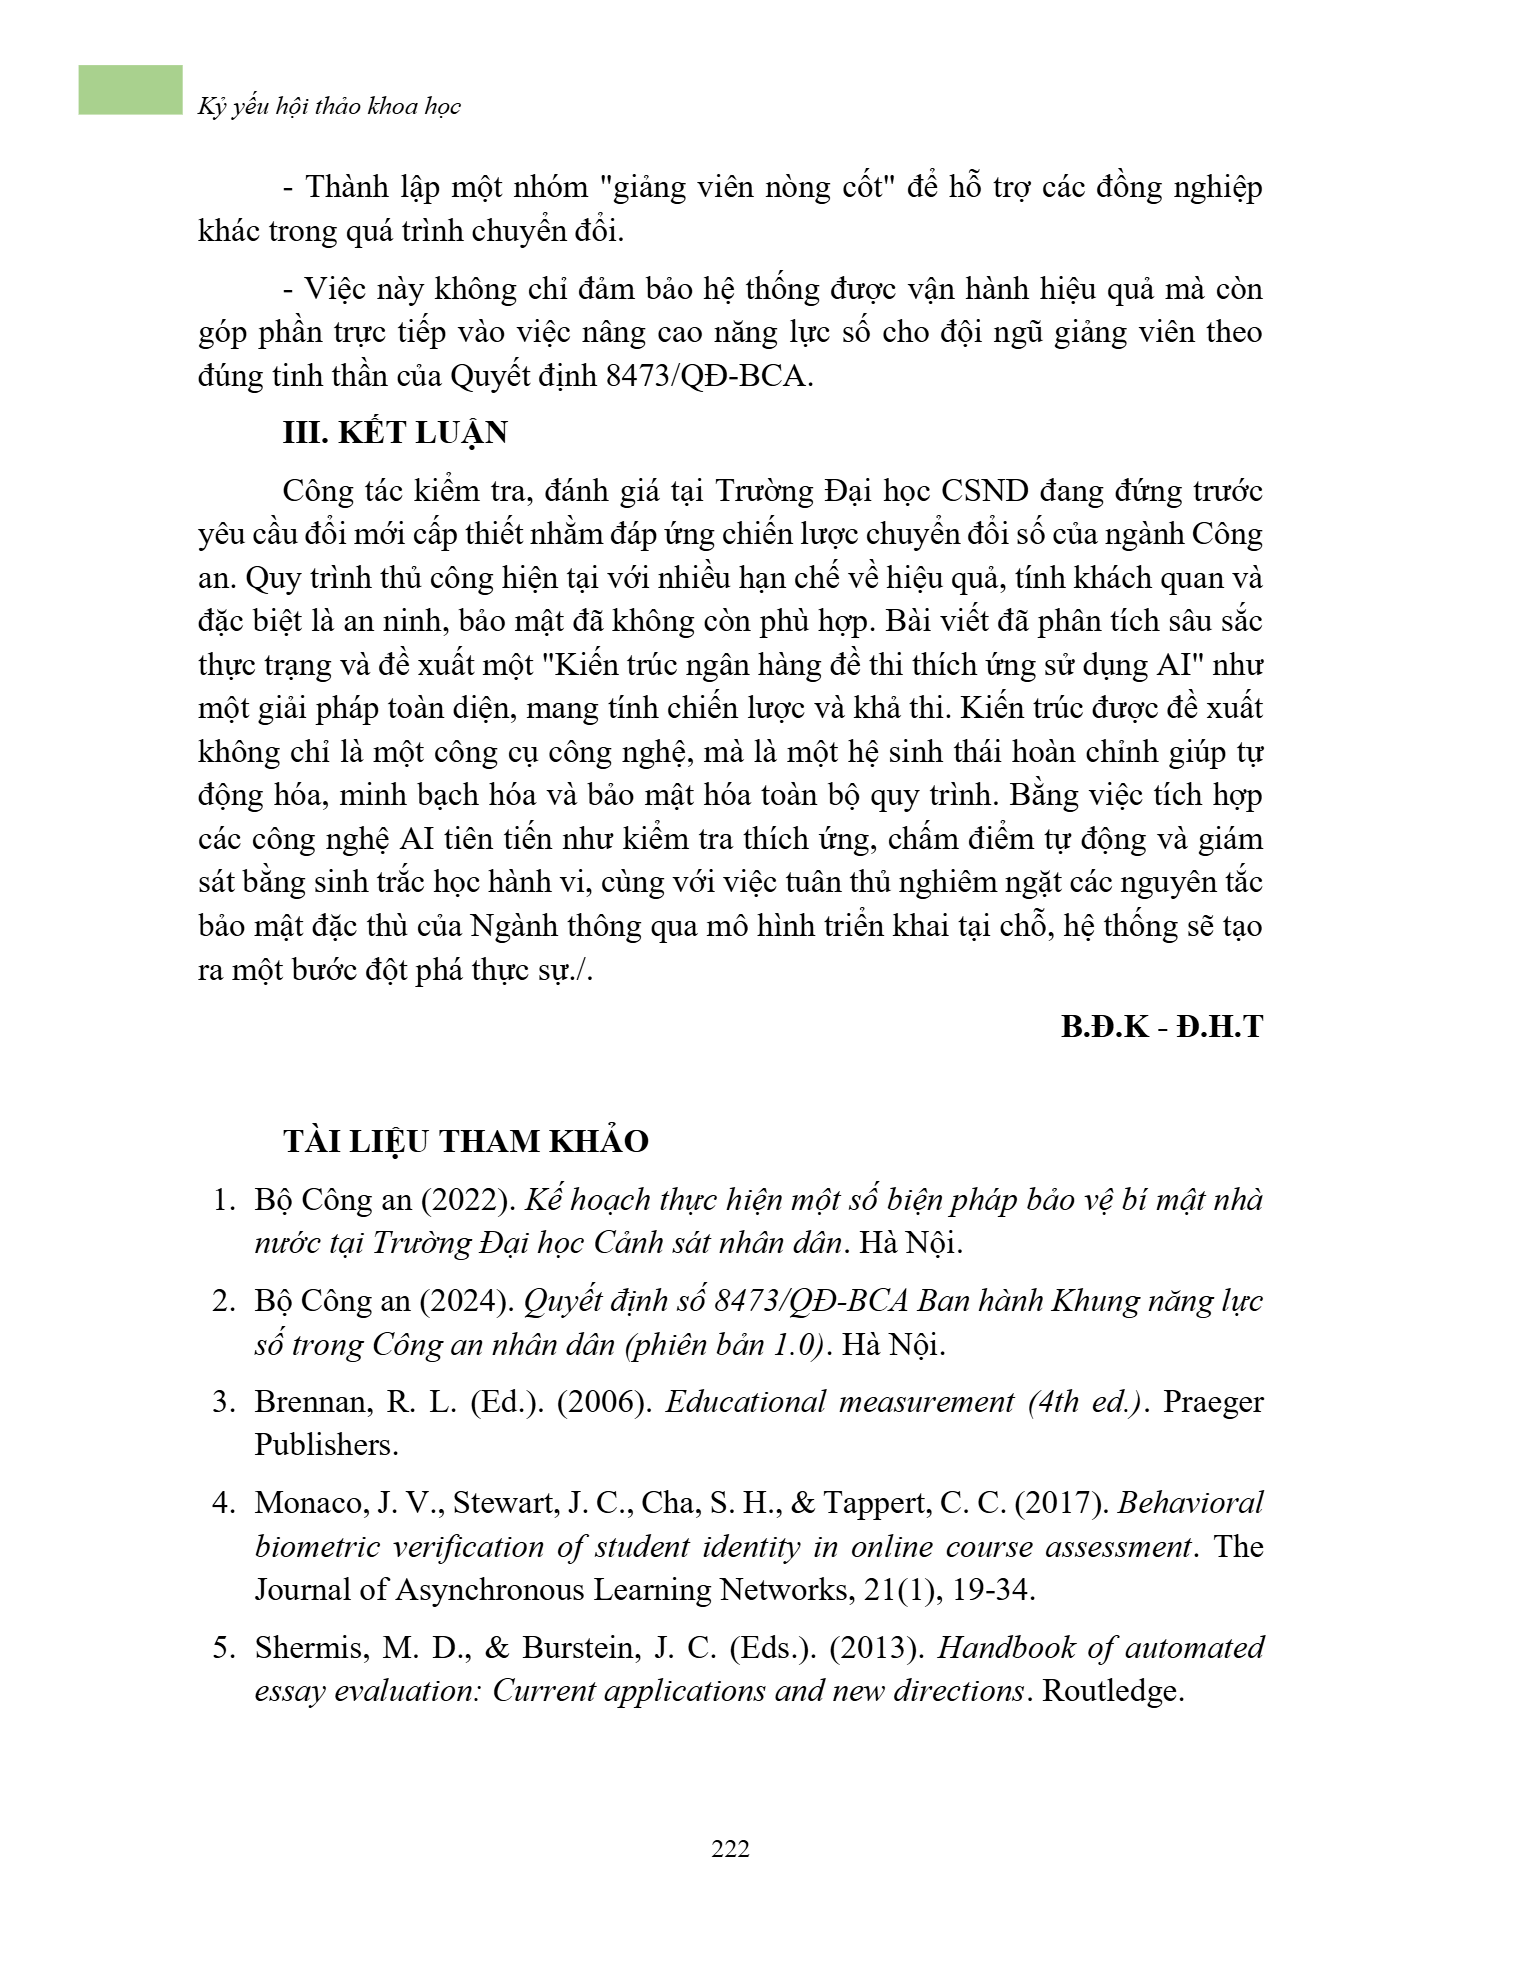 Kỷ yếu hội thảo khoa học
- Thành lập một nhóm "giảng viên nòng cốt" để hỗ trợ các đồng nghiệp
khác trong quá trình chuyển đổi.
- Việc này không chỉ đảm bảo hệ thống được vận hành hiệu quả mà còn
góp phần trực tiếp vào việc nâng cao năng lực số cho đội ngũ giảng viên theo
đúng tinh thần của Quyết định 8473/QĐ-BCA.
III. KẾT LUẬN
Công tác kiểm tra, đánh giá tại Trường Đại học CSND đang đứng trước
yêu cầu đổi mới cấp thiết nhằm đáp ứng chiến lược chuyển đổi số của ngành Công
an. Quy trình thủ công hiện tại với nhiều hạn chế về hiệu quả, tính khách quan và
đặc biệt là an ninh, bảo mật đã không còn phù hợp. Bài viết đã phân tích sâu sắc
thực trạng và đề xuất một "Kiến trúc ngân hàng đề thi thích ứng sử dụng AI" như
một giải pháp toàn diện, mang tính chiến lược và khả thi. Kiến trúc được đề xuất
không chỉ là một công cụ công nghệ, mà là một hệ sinh thái hoàn chỉnh giúp tự
động hóa, minh bạch hóa và bảo mật hóa toàn bộ quy trình. Bằng việc tích hợp
các công nghệ AI tiên tiến như kiểm tra thích ứng, chấm điểm tự động và giám
sát bằng sinh trắc học hành vi, cùng với việc tuân thủ nghiêm ngặt các nguyên tắc
bảo mật đặc thù của Ngành thông qua mô hình triển khai tại chỗ, hệ thống sẽ tạo
ra một bước đột phá thực sự./.
B.Đ.K - Đ.H.T
TÀI LIỆU THAM KHẢO
1. Bộ Công an (2022). Kế hoạch thực hiện một số biện pháp bảo vệ bí mật nhà
nước tại Trường Đại học Cảnh sát nhân dân. Hà Nội.
2. Bộ Công an (2024). Quyết định số 8473/QĐ-BCA Ban hành Khung năng lực
số trong Công an nhân dân (phiên bản 1.0). Hà Nội.
3. Brennan, R. L. (Ed.). (2006). Educational measurement (4th ed.). Praeger
Publishers.
4. Monaco, J. V., Stewart, J. C., Cha, S. H., & Tappert, C. C. (2017). Behavioral
biometric verification of student identity in online course assessment. The
Journal of Asynchronous Learning Networks, 21(1), 19-34.
5. Shermis, M. D., & Burstein, J. C. (Eds.). (2013). Handbook of automated
essay evaluation: Current applications and new directions. Routledge.
222